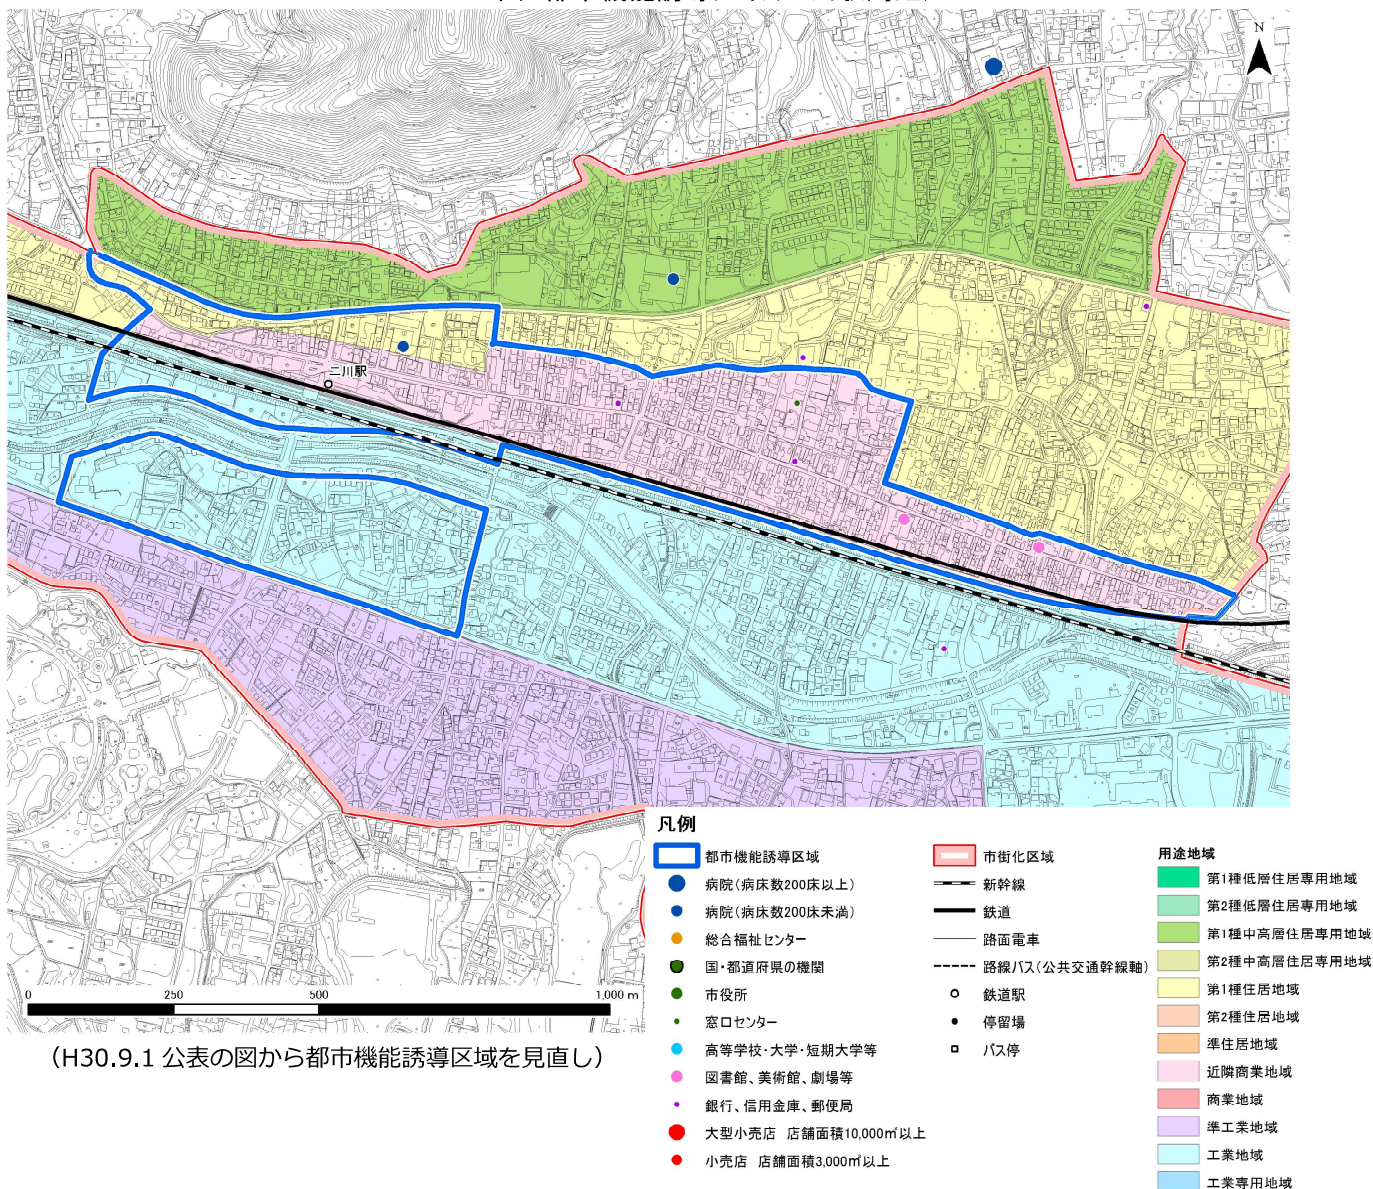 N
二川駅
凡例
都市機能誘導区域
病院(病床数200床以上)
病院(病床数200床未満)
総合福祉センター
国・都道府県の機関
市役所
窓口センター
高等学校・大学・短期大学等
図書館、美術館、劇場等
銀行、信用金庫、郵便局
大型小売店 店舗面積10,000㎡以上
小売店 店舗面積3,000㎡以上
市街化区域
新幹線
鉄道
路面電車
路線バス(公共交通幹線軸)
鉄道駅
停留場
バス停
用途地域
第1種低層住居専用地域
第2種低層住居専用地域
第1種中高層住居専用地域
第2種中高層住居専用地域
第1種住居地域
第2種住居地域
準住居地域
近隣商業地域
商業地域
準工業地域
工業地域
工業専用地域
0 250 500 1,000 m
(H30.9.1 公表の図から都市機能誘導区域を見直し)